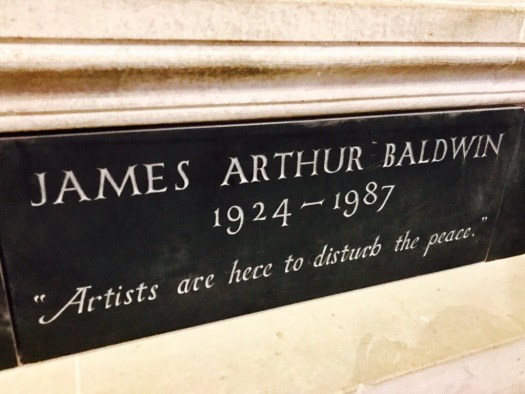 JAMES ARTHUR BALDWIN
1924–1987
"Artists are here to disturb the peace."